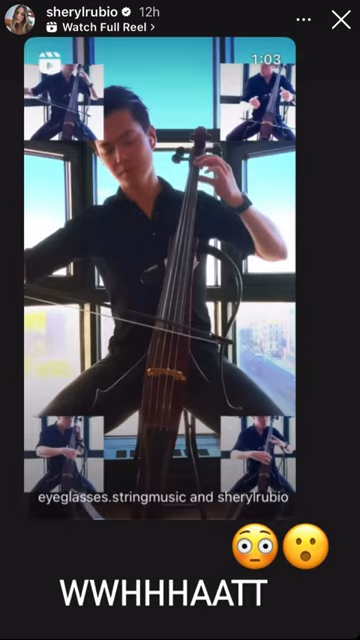 sherylrubio 12h
Watch Full Reel >
1:03
eyeglasses.stringmusic and sherylrubio
WWHHHAATT